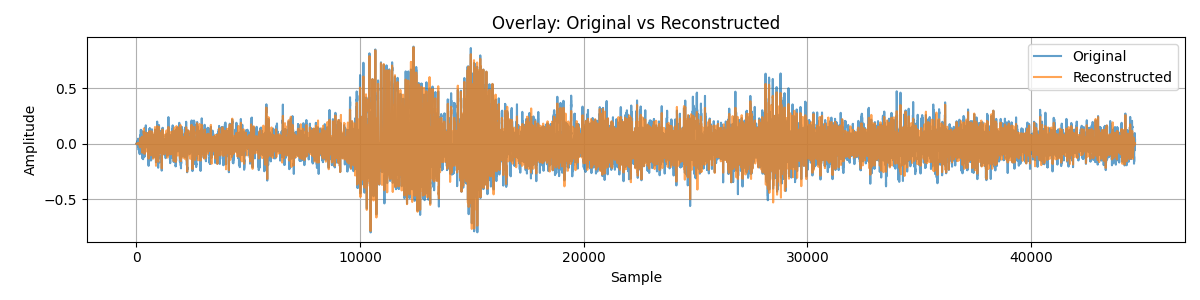 Overlay: Original vs Reconstructed
Original
Reconstructed
Amplitude
0.5
0.0
−0.5
0
10000
20000
30000
40000
Sample